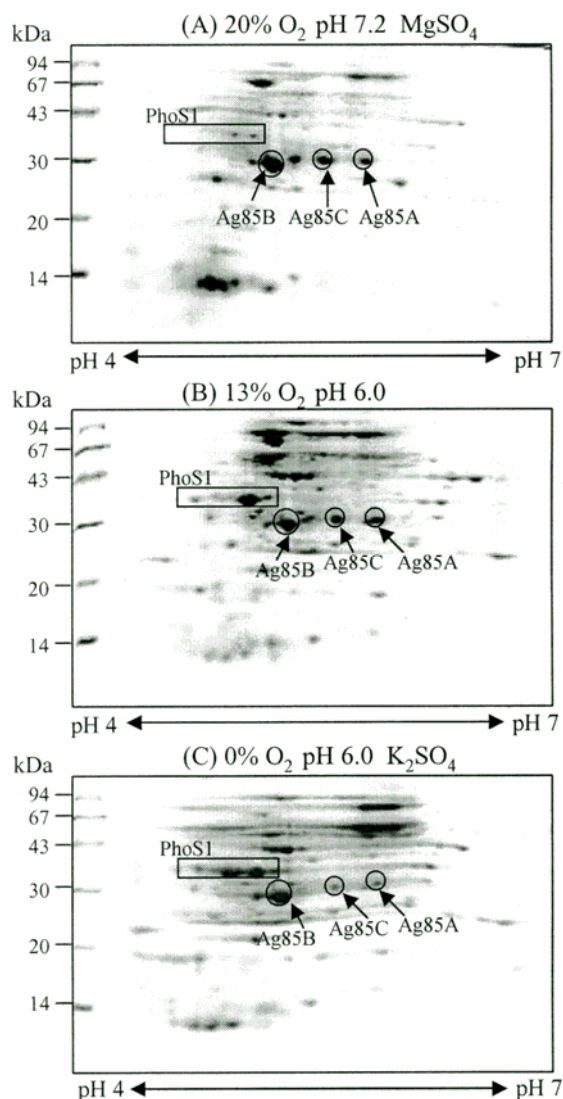 (A) 20% O₂ pH 7.2 MgSO₄
kDa
94
67
43
PhoS1
30
Ag85B Ag85C Ag85A
20
14
pH 4 pH 7
(B) 13% O₂ pH 6.0
kDa
94
67
43
PhoS1
30
Ag85B Ag85C Ag85A
20
14
pH 4 pH 7
(C) 0% O₂ pH 6.0 K₂SO₄
kDa
94
67
43
PhoS1
30
Ag85B Ag85C Ag85A
20
14
pH 4 pH 7